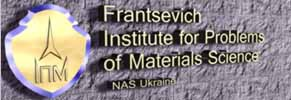 ІПМ
Frantsevich
Institute for Problems
of Materials Science
NAS Ukraine